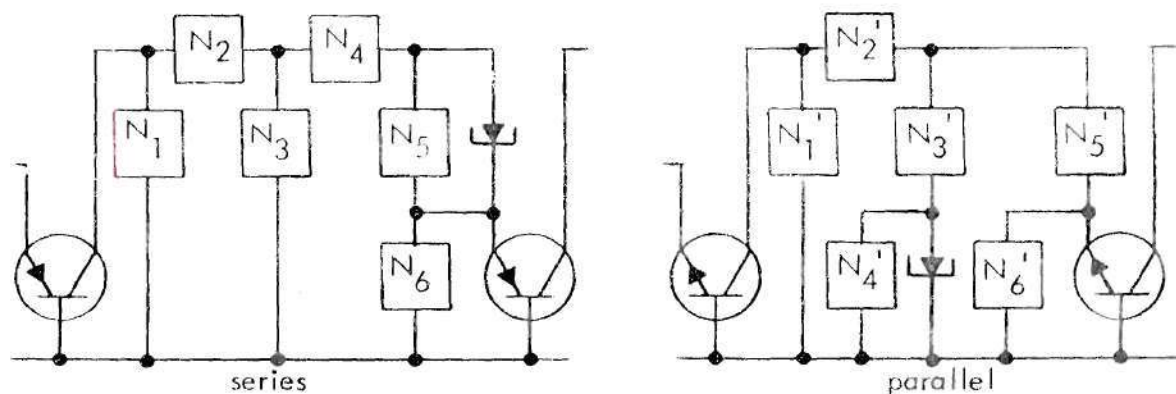 N2 N4 N2'
N1 N3 N5 N1' N3' N5'
N6 N4' N6'
series parallel